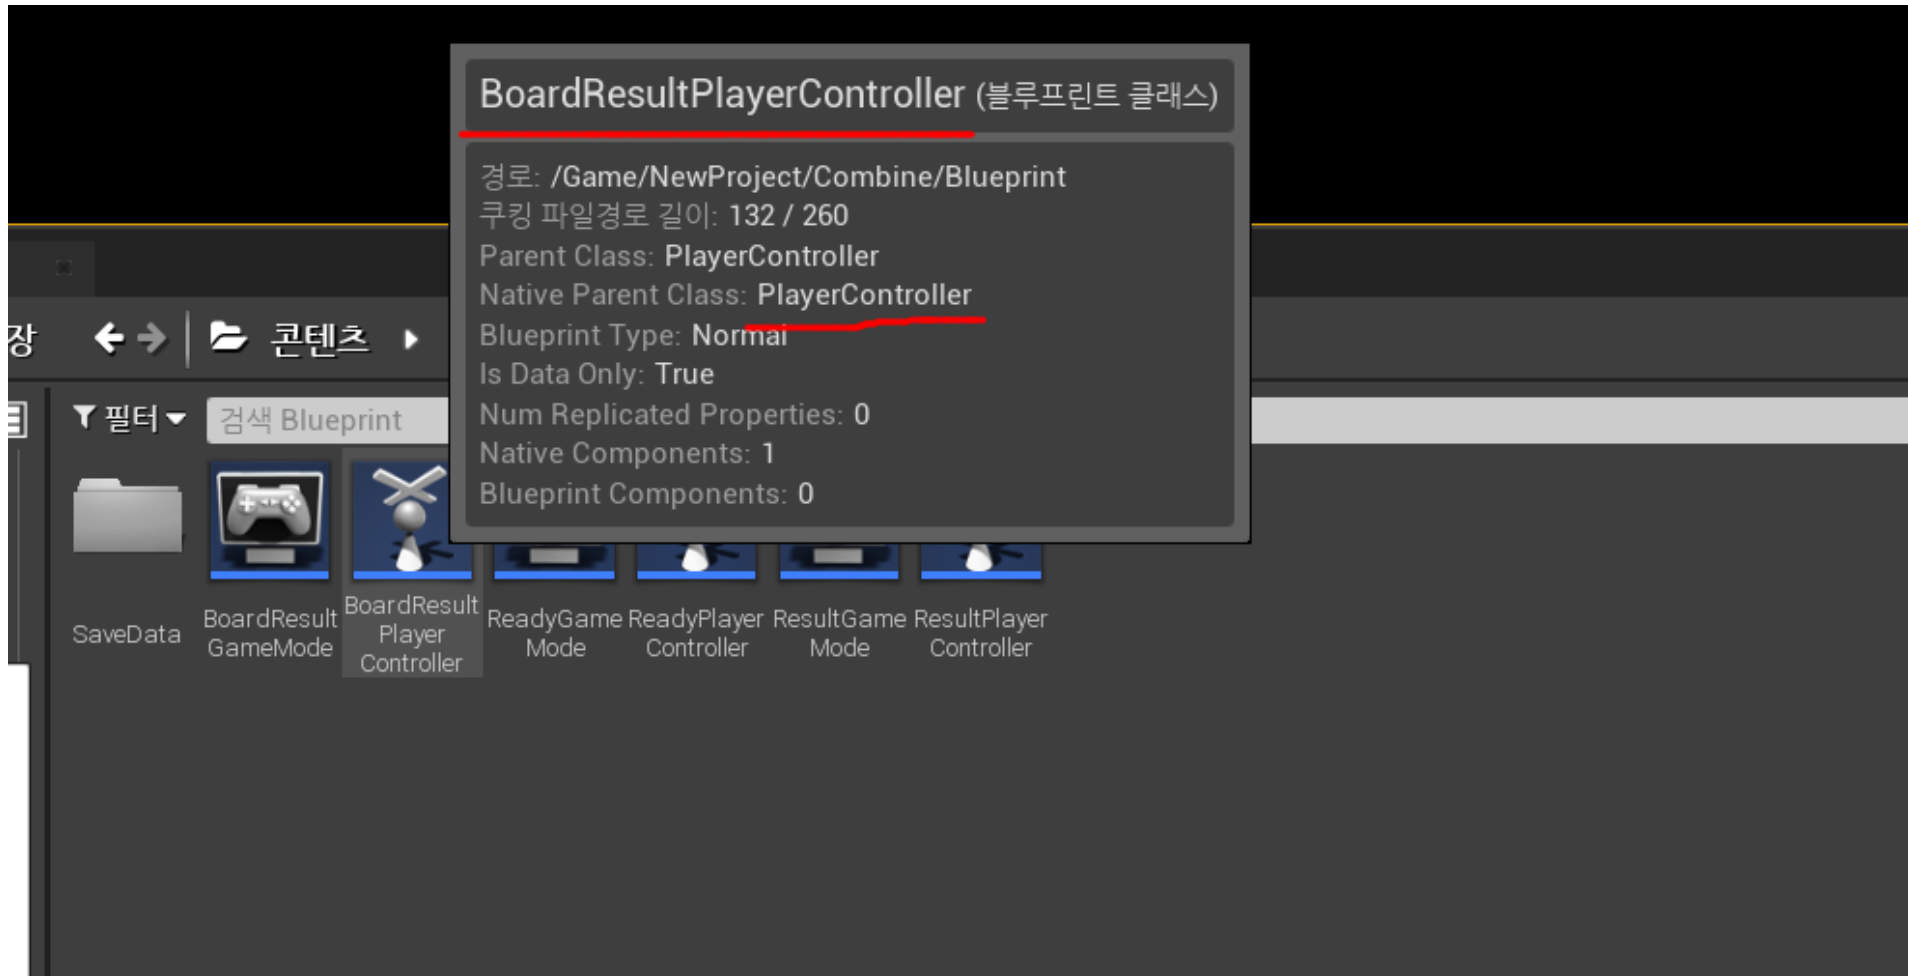 BoardResultPlayerController (블루프린트 클래스)
경로: /Game/NewProject/Combine/Blueprint
쿠킹 파일경로 길이: 132 / 260
Parent Class: PlayerController
Native Parent Class: PlayerController
Blueprint Type: Normal
Is Data Only: True
Num Replicated Properties: 0
Native Components: 1
Blueprint Components: 0
장
콘텐츠
필터
검색 Blueprint
SaveData
BoardResult
GameMode
BoardResult
Player
Controller
ReadyGame
Mode
ReadyPlayer
Controller
ResultGame
Mode
ResultPlayer
Controller